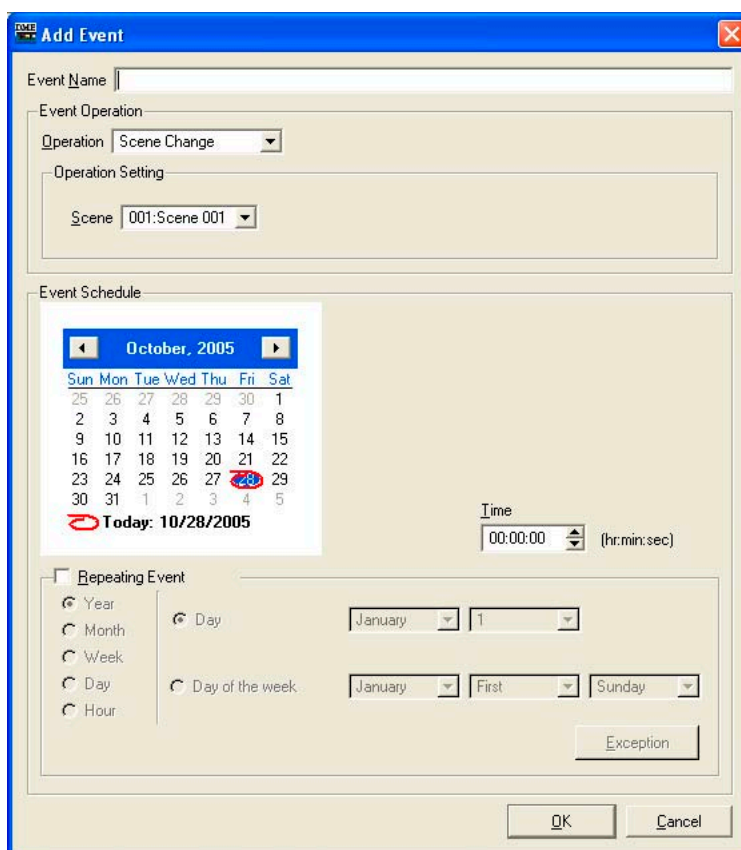 Add Event
Event Name
Event Operation
Operation Scene Change
Operation Setting
Scene 001:Scene 001
Event Schedule
October, 2005
Sun Mon Tue Wed Thu Fri Sat
25 26 27 28 29 30 1
2 3 4 5 6 7 8
9 10 11 12 13 14 15
16 17 18 19 20 21 22
23 24 25 26 27 28 29
30 31 1 2 3 4 5
Today: 10/28/2005
Time
00:00:00 (hr:min:sec)
Repeating Event
Year
Day January 1
Month
Week
Day
Day of the week January First Sunday
Hour
Exception
OK Cancel